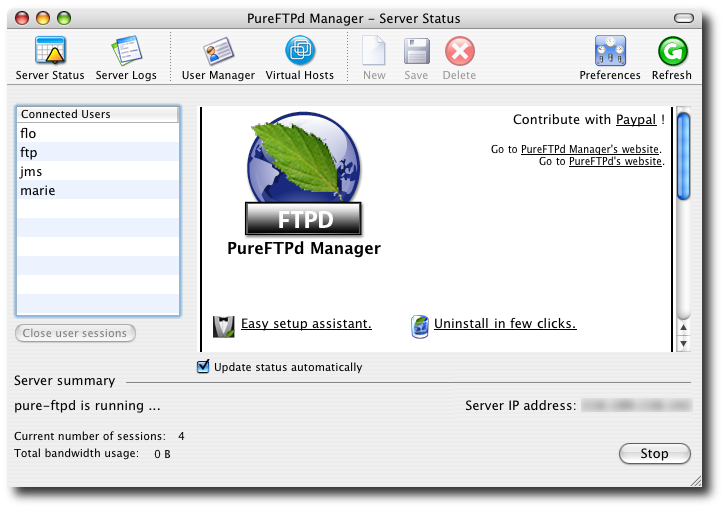 PureFTPd Manager – Server Status
Server Status
Server Logs
User Manager
Virtual Hosts
New
Save
Delete
Preferences
Refresh
Connected Users
flo
ftp
jms
marie
Close user sessions
FTPD
PureFTPd Manager
Contribute with Paypal !
Go to PureFTPd Manager's website.
Go to PureFTPd's website.
Easy setup assistant.
Uninstall in few clicks.
Update status automatically
Server summary
pure-ftpd is running ...
Server IP address:
Current number of sessions: 4
Total bandwidth usage: 0 B
Stop